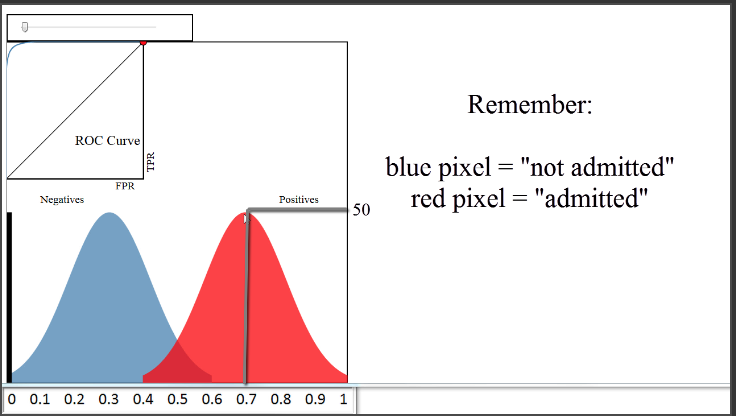 ROC Curve
TPR
FPR
Negatives
Positives
50
0 0.1 0.2 0.3 0.4 0.5 0.6 0.7 0.8 0.9 1
Remember:
blue pixel = "not admitted"
red pixel = "admitted"